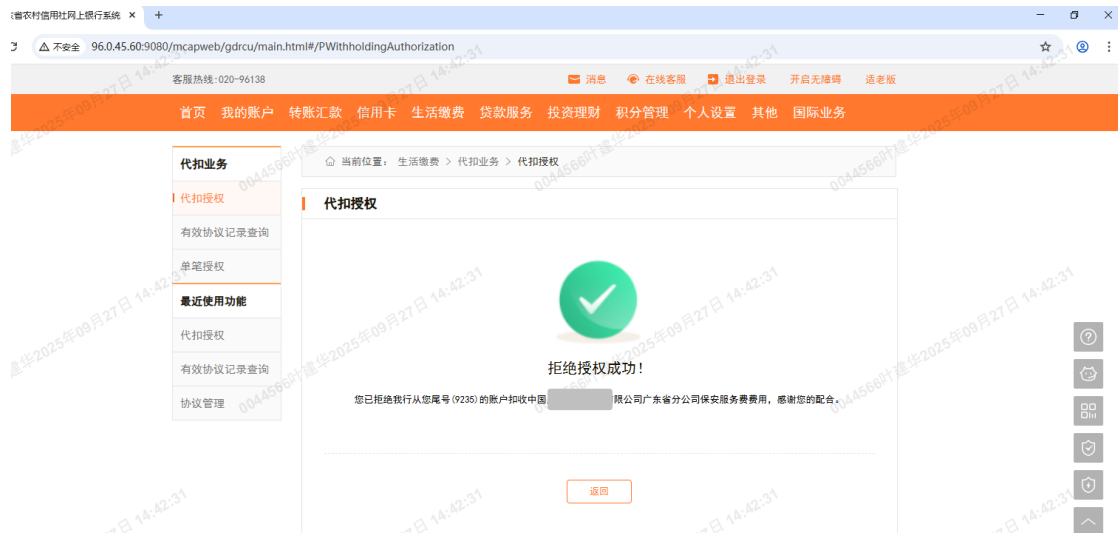 省农村信用社网上银行系统 × +
不安全 96.0.45.60:9080/mcapweb/gdrcu/main.html#/PWithholdingAuthorization
客服热线:020-96138 消息 在线客服 退出登录 开启无障碍 适老版
首页 我的账户 转账汇款 信用卡 生活缴费 贷款服务 投资理财 积分管理 个人设置 其他 国际业务
代扣业务
代扣授权
有效协议记录查询
单笔授权
最近使用功能
代扣授权
有效协议记录查询
协议管理
当前位置: 生活缴费 > 代扣业务 > 代扣授权
代扣授权
拒绝授权成功!
您已拒绝我行从您尾号(9235)的账户扣收中国 限公司广东省分公司保安服务费费用,感谢您的配合。
返回
0044566叶建华2025年09月27日 14:42:31